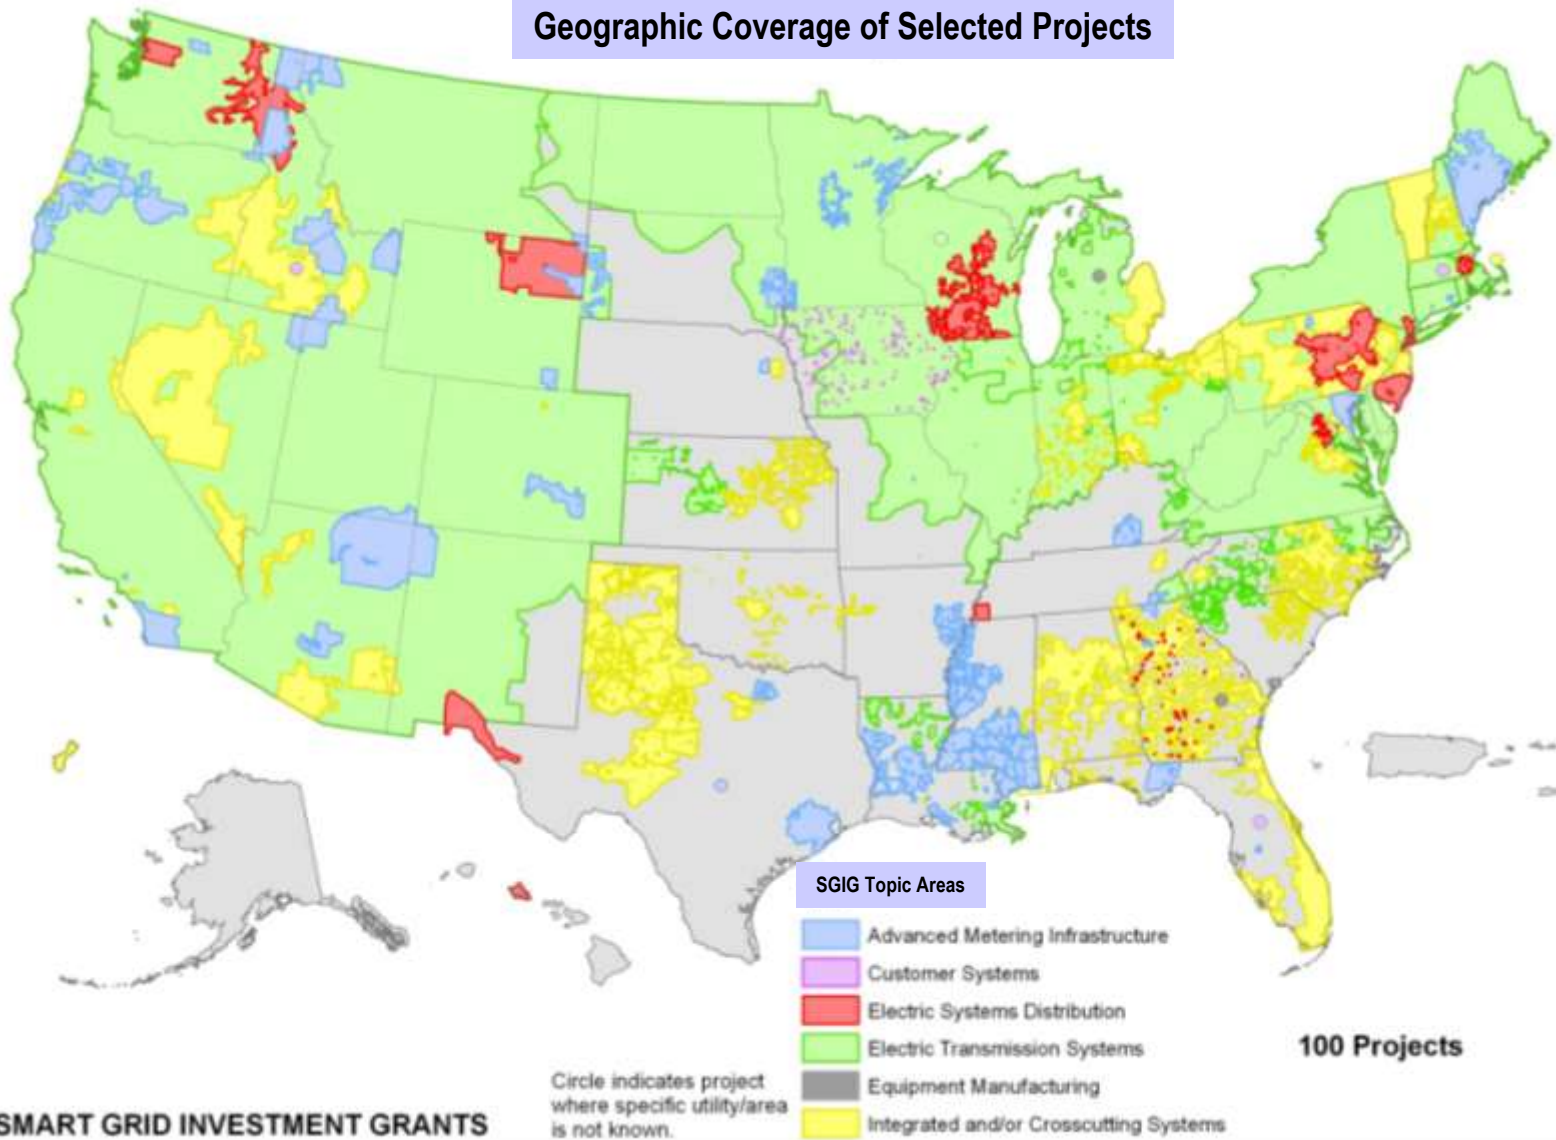 Geographic Coverage of Selected Projects
SGIG Topic Areas
Advanced Metering Infrastructure
Customer Systems
Electric Systems Distribution
Electric Transmission Systems
Equipment Manufacturing
Integrated and/or Crosscutting Systems
100 Projects
Circle indicates project
where specific utility/area
is not known.
SMART GRID INVESTMENT GRANTS